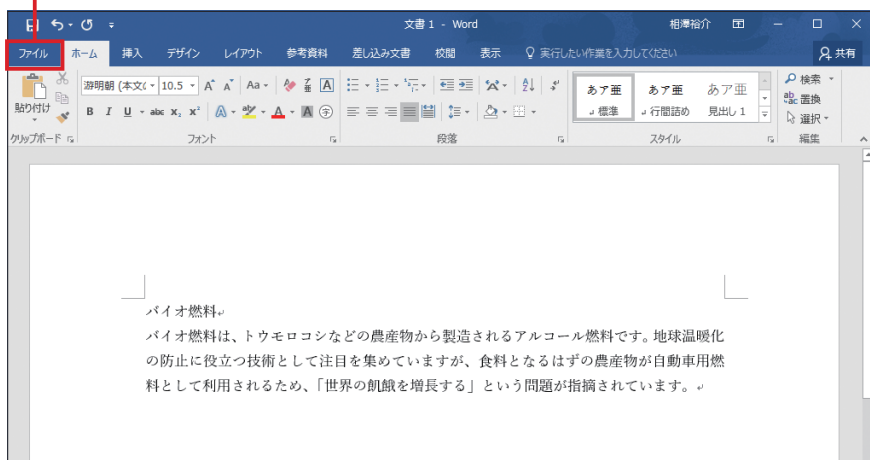 文書 1 - Word
相澤裕介
ファイル ホーム 挿入 デザイン レイアウト 参考資料 差し込み文書 校閲 表示 実行したい作業を入力してください 共有
貼り付け
游明朝 (本文( 10.5
A A Aa A
B I U abc X₂ X² A aby A A 字
あア亜 あア亜 あア亜
標準 行間詰め 見出し 1
検索
置換
選択
クリップボード フォント 段落 スタイル 編集
バイオ燃料
バイオ燃料は、トウモロコシなどの農産物から製造されるアルコール燃料です。地球温暖化
の防止に役立つ技術として注目を集めていますが、食料となるはずの農産物が自動車用燃
料として利用されるため、「世界の飢餓を増長する」という問題が指摘されています。